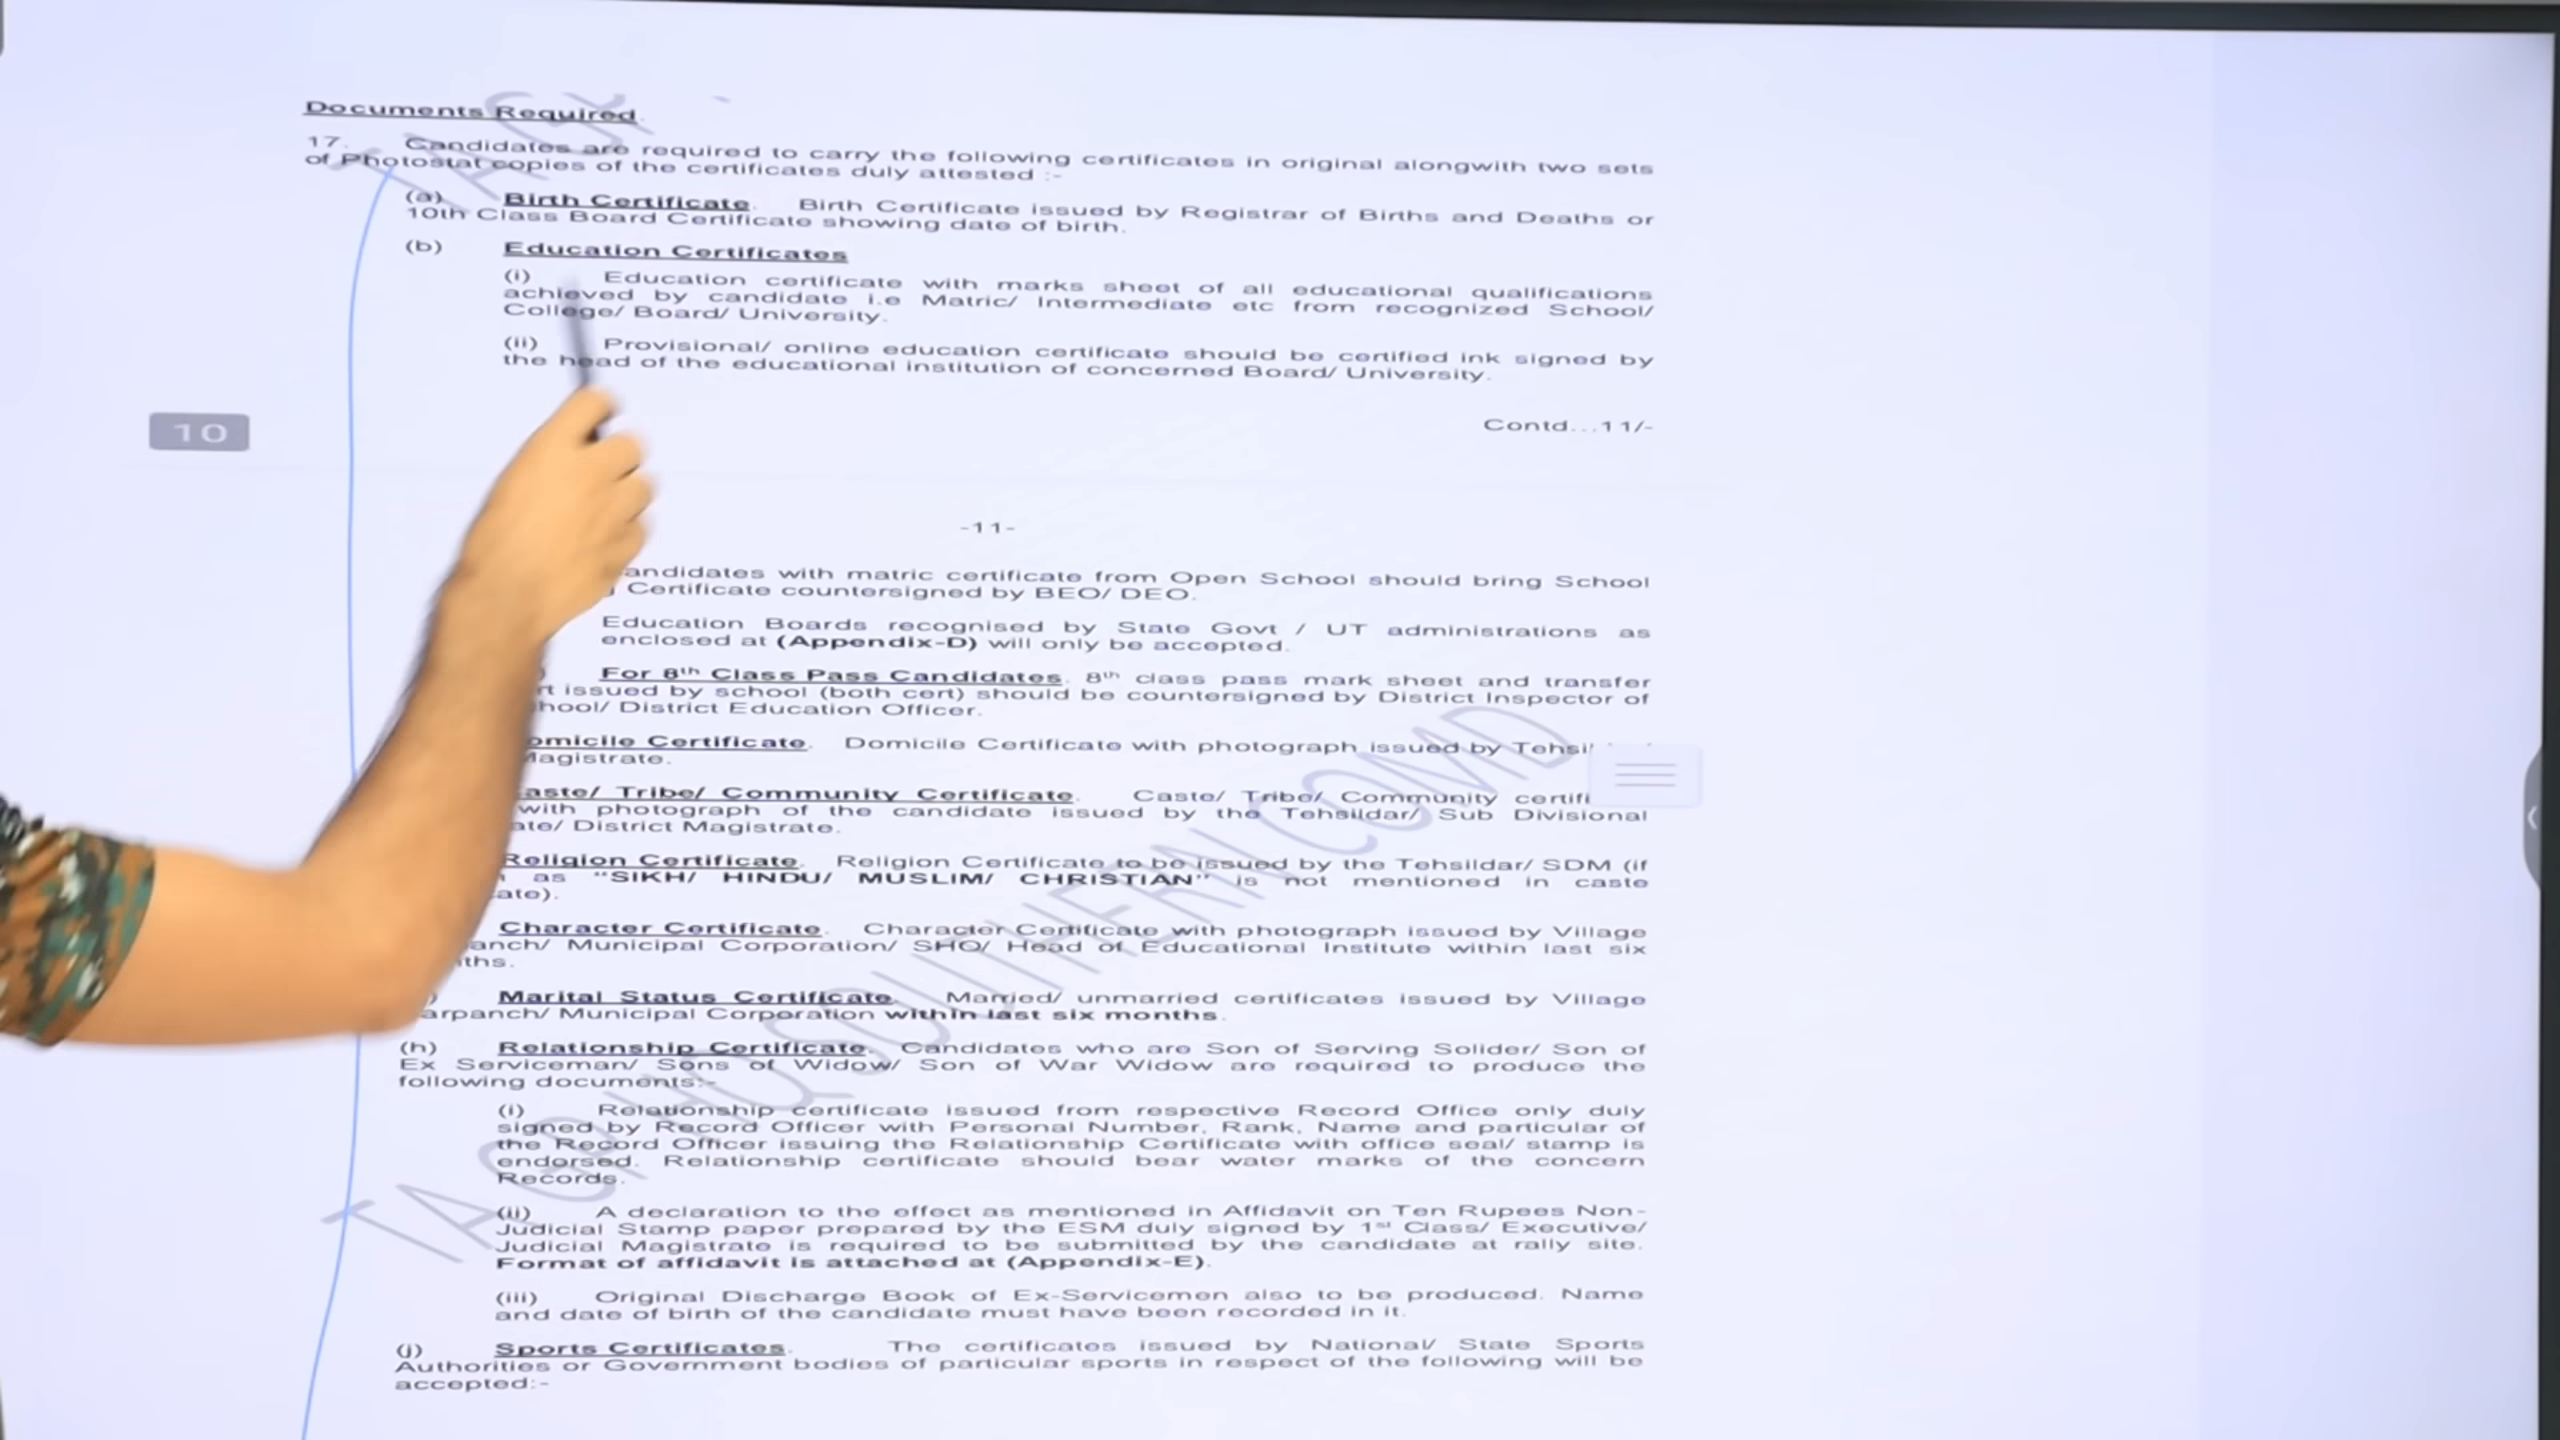 Documents Required.
17. Candidates are required to carry the following certificates in original alongwith two sets
of Photostat copies of the certificates duly attested :-
(a) Birth Certificate. Birth Certificate issued by Registrar of Births and Deaths or
10th Class Board Certificate showing date of birth.
(b) Education Certificates
(i) Education certificate with marks sheet of all educational qualifications
achieved by candidate i.e Matric/ Intermediate etc from recognized School/
College/ Board/ University.
(ii) Provisional/ online education certificate should be certified ink signed by
the head of the educational institution of concerned Board/ University.
10
Contd...11/-
-11-
andidates with matric certificate from Open School should bring School
Certificate countersigned by BEO/ DEO.
Education Boards recognised by State Govt / UT administrations as
enclosed at (Appendix-D) will only be accepted.
For 8th Class Pass Candidates. 8th class pass mark sheet and transfer
rt issued by school (both cert) should be countersigned by District Inspector of
hool/ District Education Officer.
omicile Certificate. Domicile Certificate with photograph issued by Tehsil
Magistrate.
aste/ Tribe/ Community Certificate. Caste/ Tribe/ Community certifi
with photograph of the candidate issued by the Tehsildar/ Sub Divisional
ate/ District Magistrate.
Religion Certificate. Religion Certificate to be issued by the Tehsildar/ SDM (if
as "SIKH/ HINDU/ MUSLIM/ CHRISTIAN" is not mentioned in caste
ate).
Character Certificate. Character Certificate with photograph issued by Village
anch/ Municipal Corporation/ SHO/ Head of Educational Institute within last six
ths.
Marital Status Certificate. Married/ unmarried certificates issued by Village
arpanch/ Municipal Corporation within last six months.
(h) Relationship Certificate. Candidates who are Son of Serving Solider/ Son of
Ex Serviceman/ Sons of Widow/ Son of War Widow are required to produce the
following documents:-
(i) Relationship certificate issued from respective Record Office only duly
signed by Record Officer with Personal Number, Rank, Name and particular of
the Record Officer issuing the Relationship Certificate with office seal/ stamp is
endorsed. Relationship certificate should bear water marks of the concern
Records.
(ii) A declaration to the effect as mentioned in Affidavit on Ten Rupees Non-
Judicial Stamp paper prepared by the ESM duly signed by 1st Class/ Executive/
Judicial Magistrate is required to be submitted by the candidate at rally site.
Format of affidavit is attached at (Appendix-E).
(iii) Original Discharge Book of Ex-Servicemen also to be produced. Name
and date of birth of the candidate must have been recorded in it.
(j) Sports Certificates. The certificates issued by National/ State Sports
Authorities or Government bodies of particular sports in respect of the following will be
accepted:-